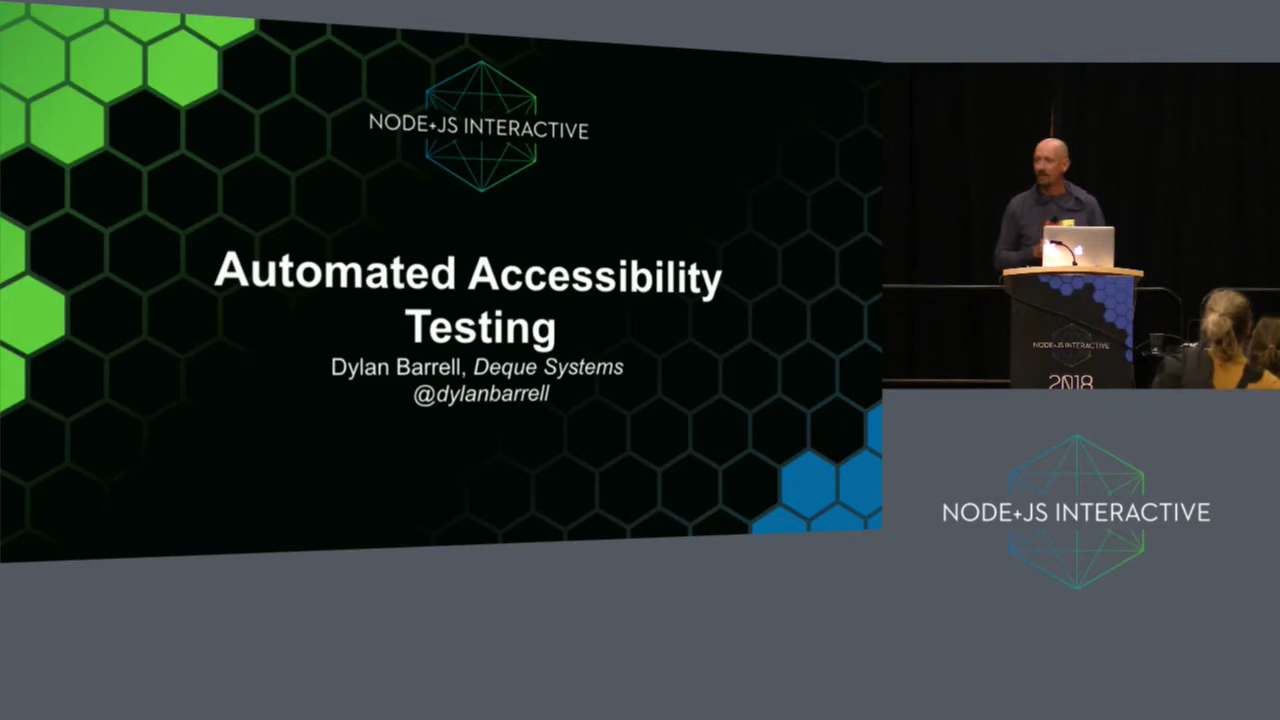 NODE+JS INTERACTIVE
Automated Accessibility
Testing
Dylan Barrell, Deque Systems
@dylanbarrell
NODE+JS INTERACTIVE
2018
NODE+JS INTERACTIVE